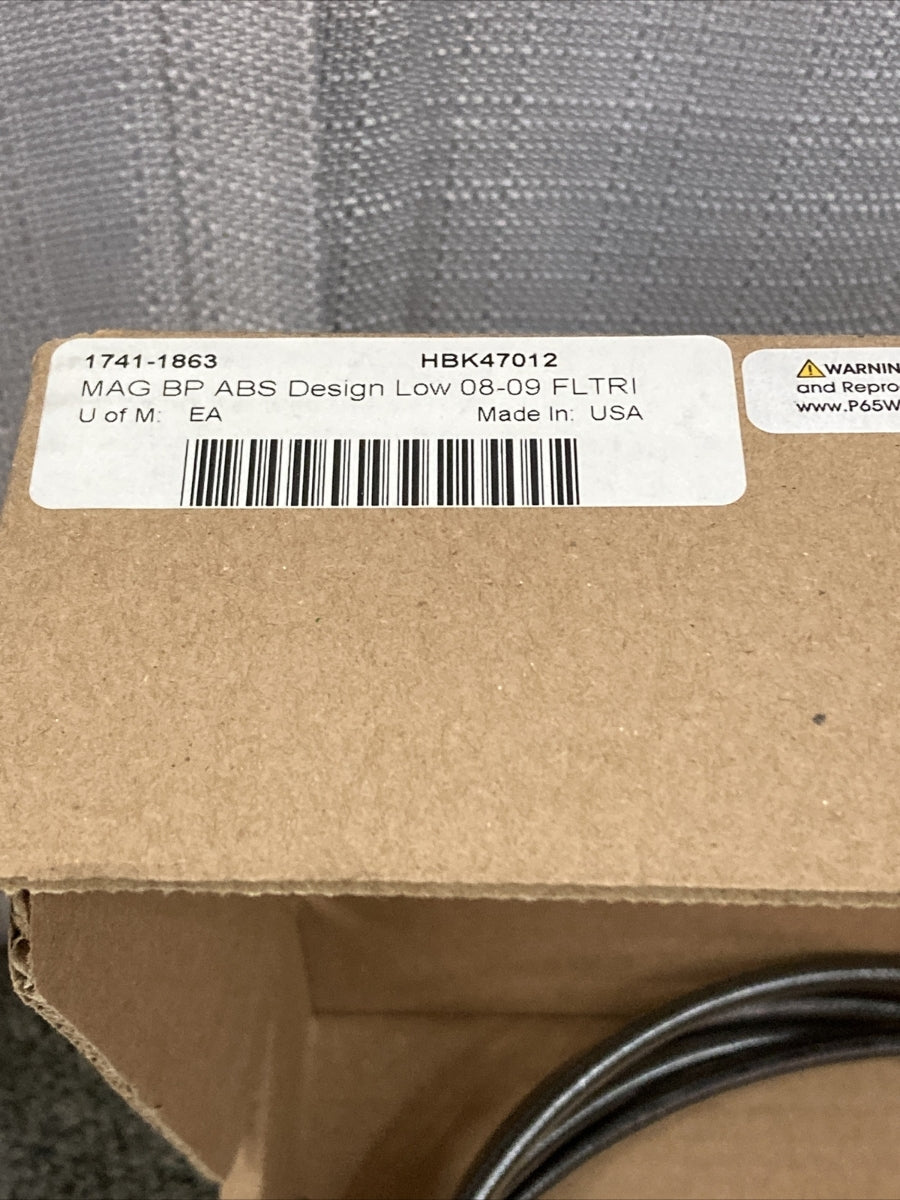 1741-1863 HBK47012
MAG BP ABS Design Low 08-09 FLTRI
U of M: EA Made In: USA
WARNIN
and Repro
www.P65W